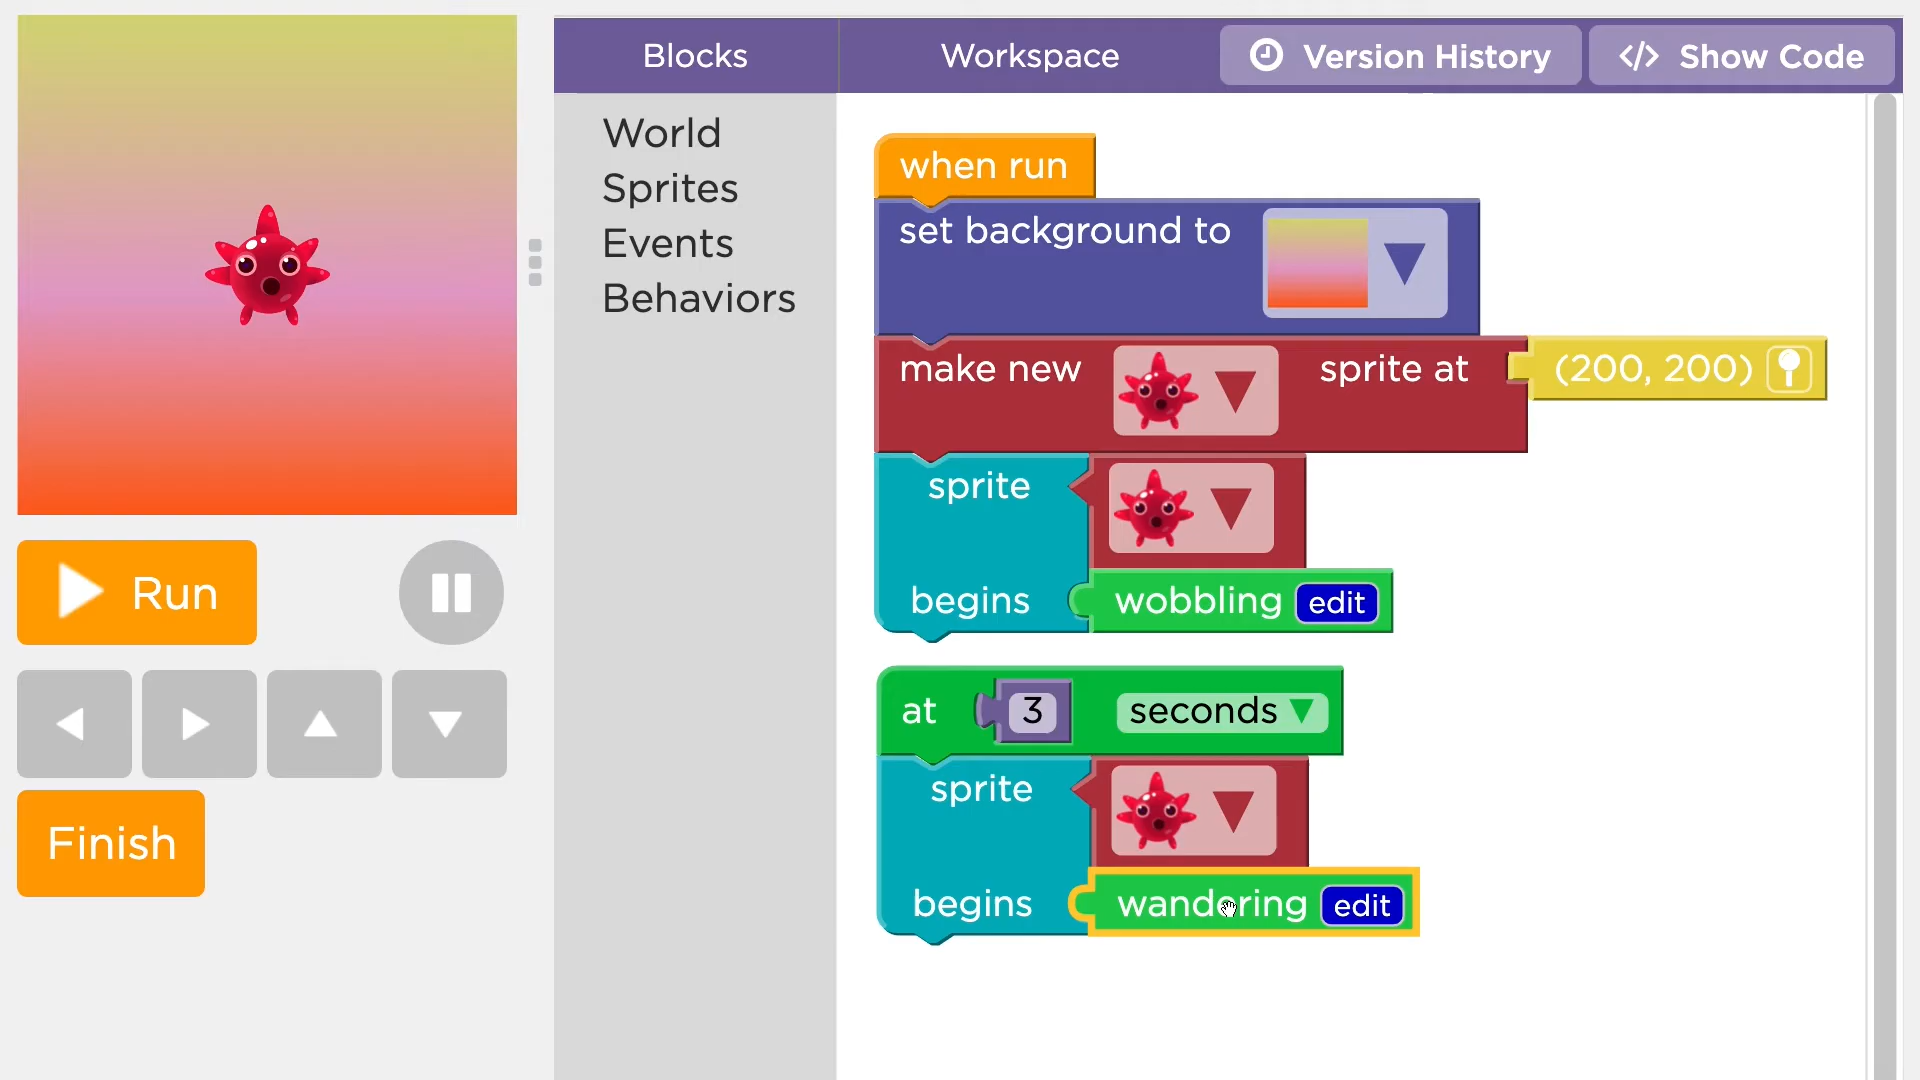 Blocks
Workspace
Version History
</> Show Code
World
Sprites
Events
Behaviors
when run
set background to
make new sprite at (200, 200)
sprite
begins wobbling edit
at 3 seconds
sprite
begins wandering edit
Run
Finish